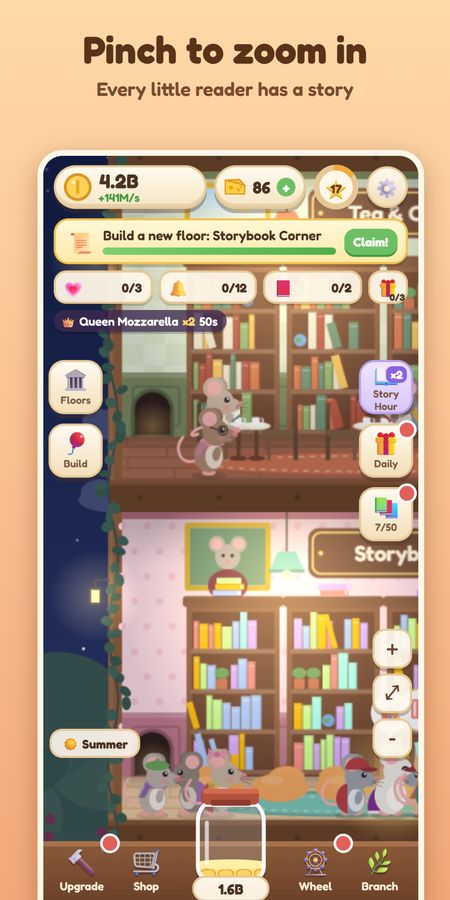 Pinch to zoom in
Every little reader has a story
4.2B
+141M/s
86
+
17
Tea & C
Build a new floor: Storybook Corner
Claim!
0/3
0/12
0/2
0/3
Queen Mozzarella x2 50s
Floors
x2
Story
Hour
Build
Daily
7/50
Storyb
+
-
Summer
Upgrade
Shop
1.6B
Wheel
Branch